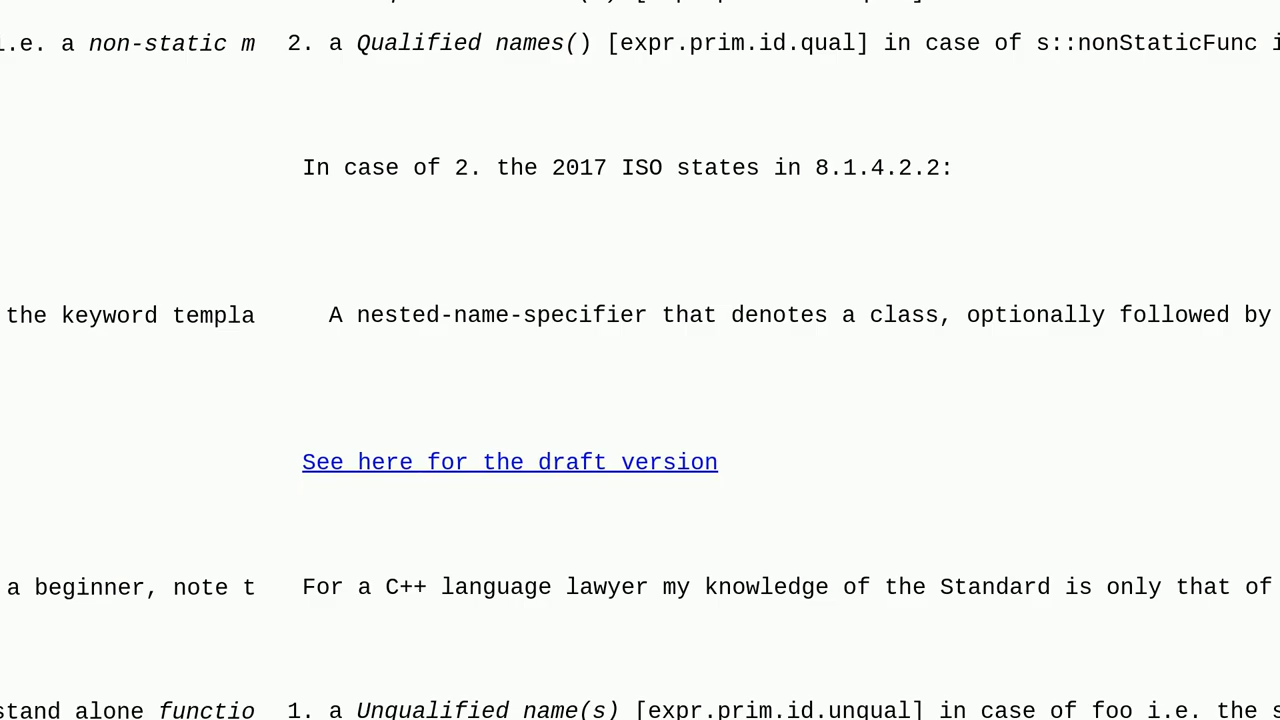 i.e. a non-static m 2. a Qualified names() [expr.prim.id.qual] in case of s::nonStaticFunc
In case of 2. the 2017 ISO states in 8.1.4.2.2:
the keyword templa A nested-name-specifier that denotes a class, optionally followed by
See here for the draft version
a beginner, note t For a C++ language lawyer my knowledge of the Standard is only that of
stand alone functio 1. a Unqualified name(s) [expr.prim.id.unqual] in case of foo i.e. the s